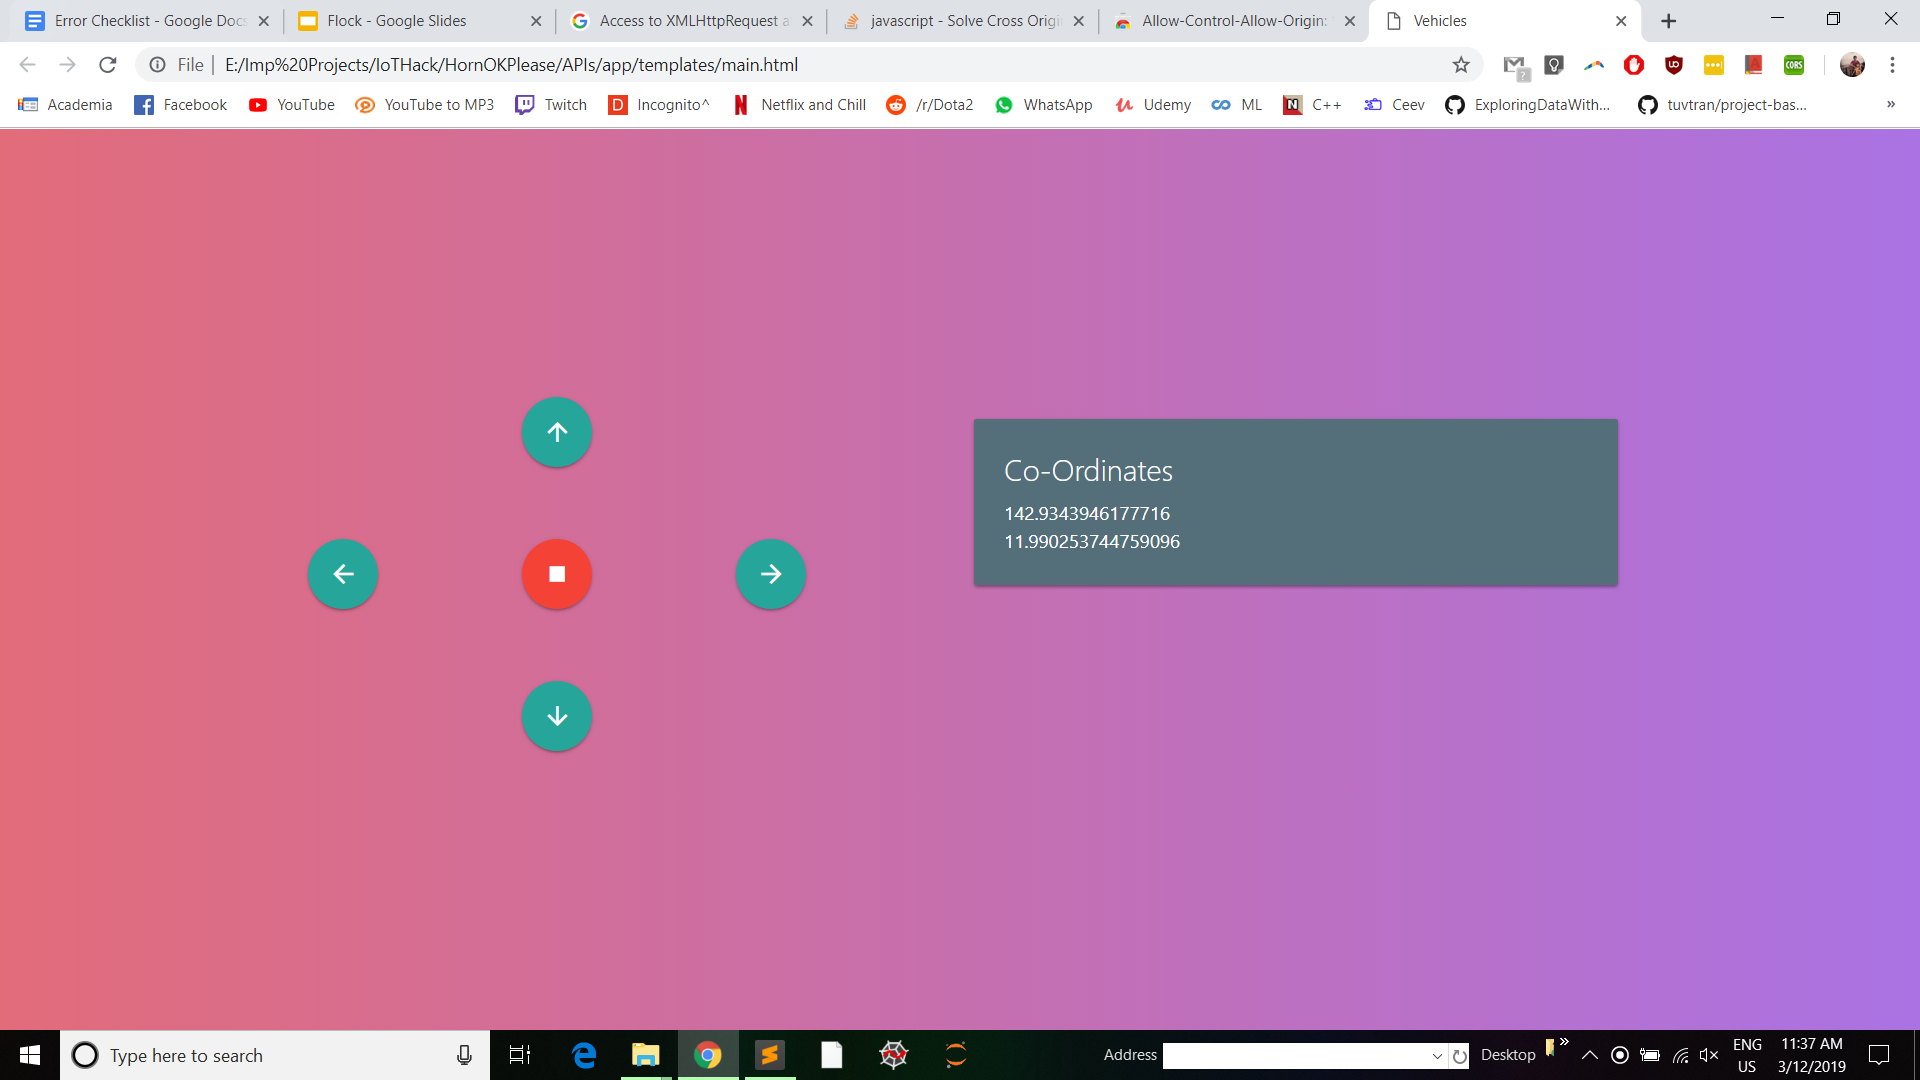 Error Checklist - Google Docs
Flock - Google Slides
Access to XMLHttpRequest a
javascript - Solve Cross Origi
Allow-Control-Allow-Origin:
Vehicles
File
E:/Imp%20Projects/IoTHack/HornOKPlease/APIs/app/templates/main.html
CORS
Academia
Facebook
YouTube
YouTube to MP3
Twitch
Incognito^
Netflix and Chill
/r/Dota2
WhatsApp
Udemy
ML
C++
Ceev
ExploringDataWith...
tuvtran/project-bas...
»
Co-Ordinates
142.9343946177716
11.990253744759096
Type here to search
Address
Desktop
»
ENG
US
11:37 AM
3/12/2019